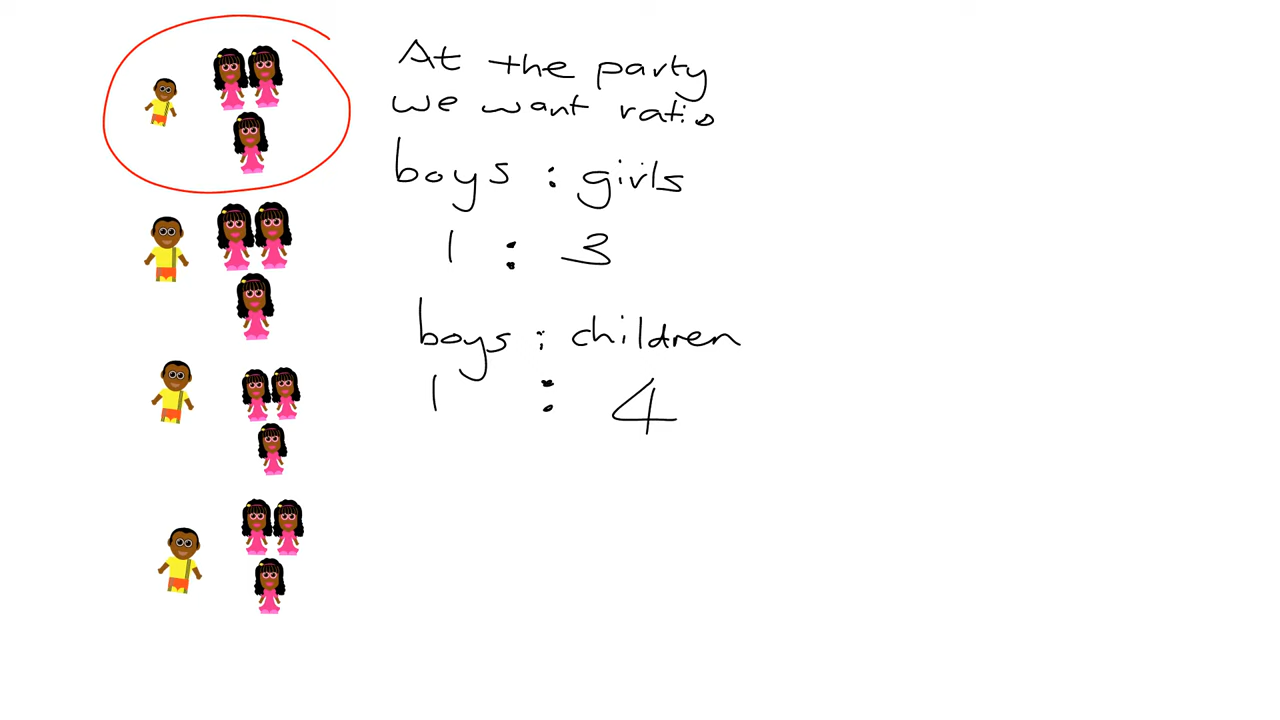 At the party
we want ratio
boys : girls
1 : 3
boys : children
1 : 4